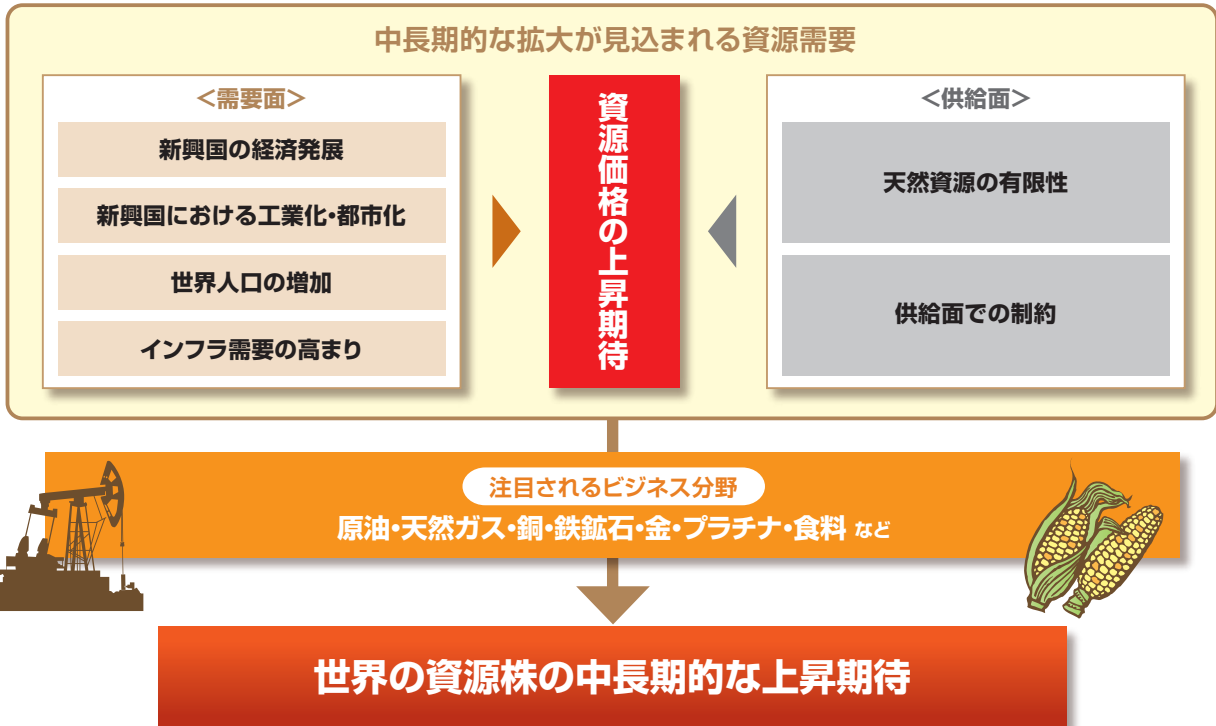 中長期的な拡大が見込まれる資源需要
＜需要面＞
新興国の経済発展
新興国における工業化・都市化
世界人口の増加
インフラ需要の高まり
資源価格の上昇期待
＜供給面＞
天然資源の有限性
供給面での制約
注目されるビジネス分野
原油・天然ガス・銅・鉄鉱石・金・プラチナ・食料 など
世界の資源株の中長期的な上昇期待